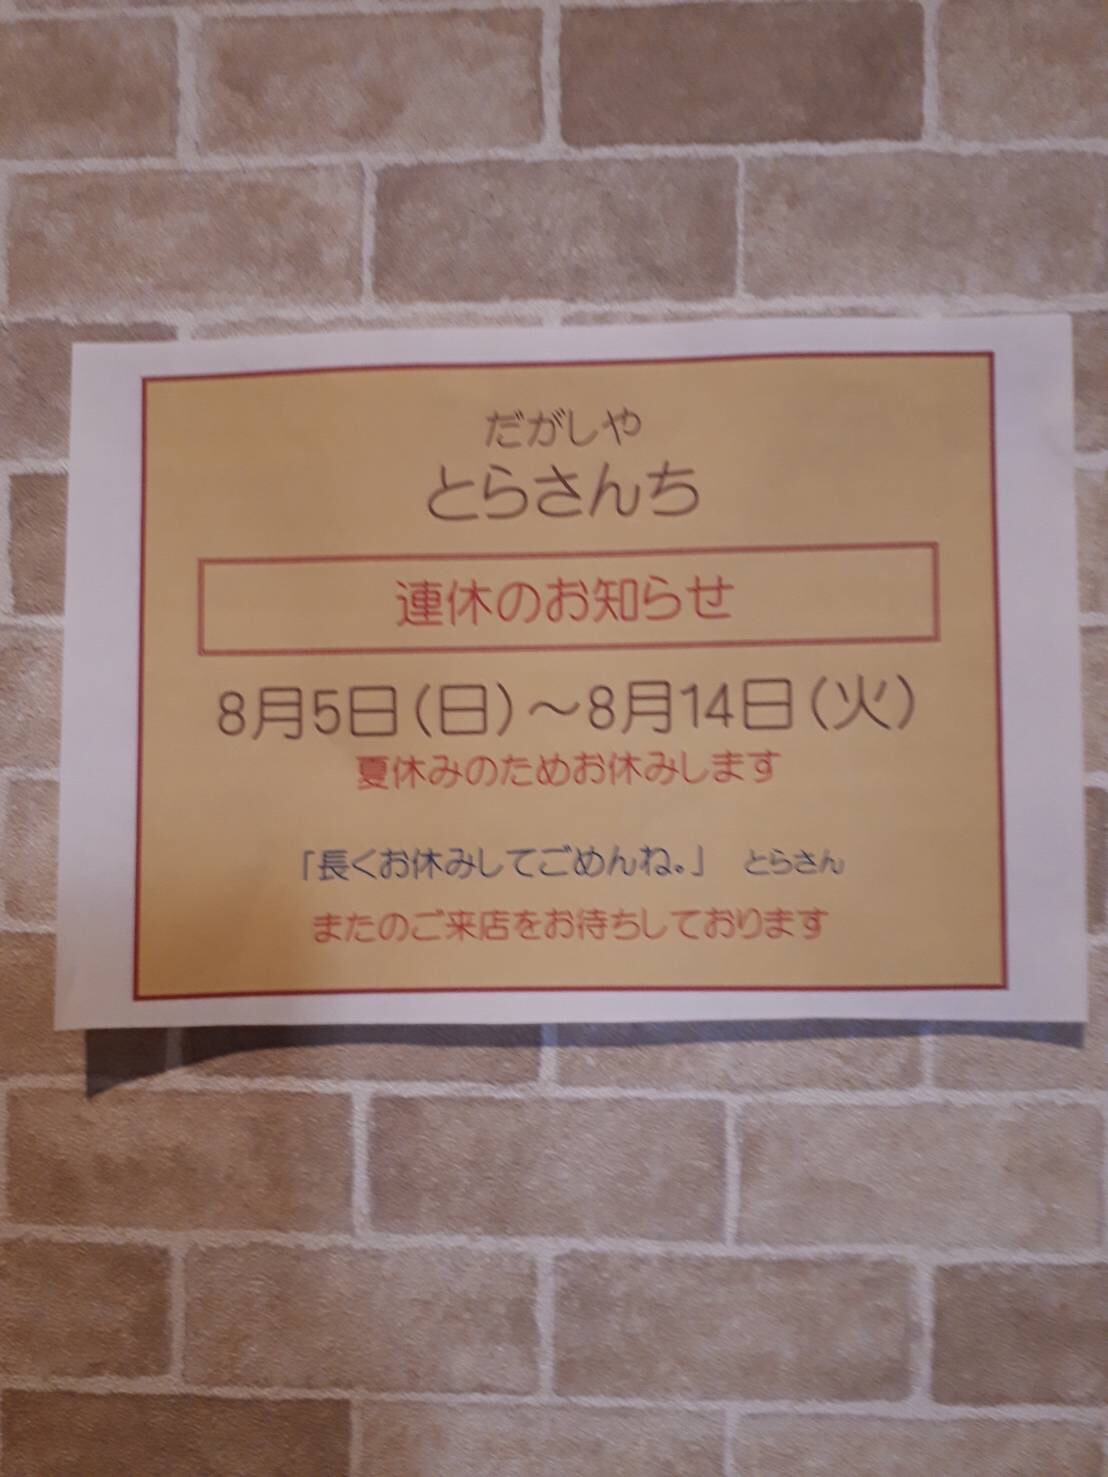 だがしや
とらさんち
連休のお知らせ
8月5日(日)～8月14日(火)
夏休みのためお休みします
「長くお休みしてごめんね。」 とらさん
またのご来店をお待ちしております